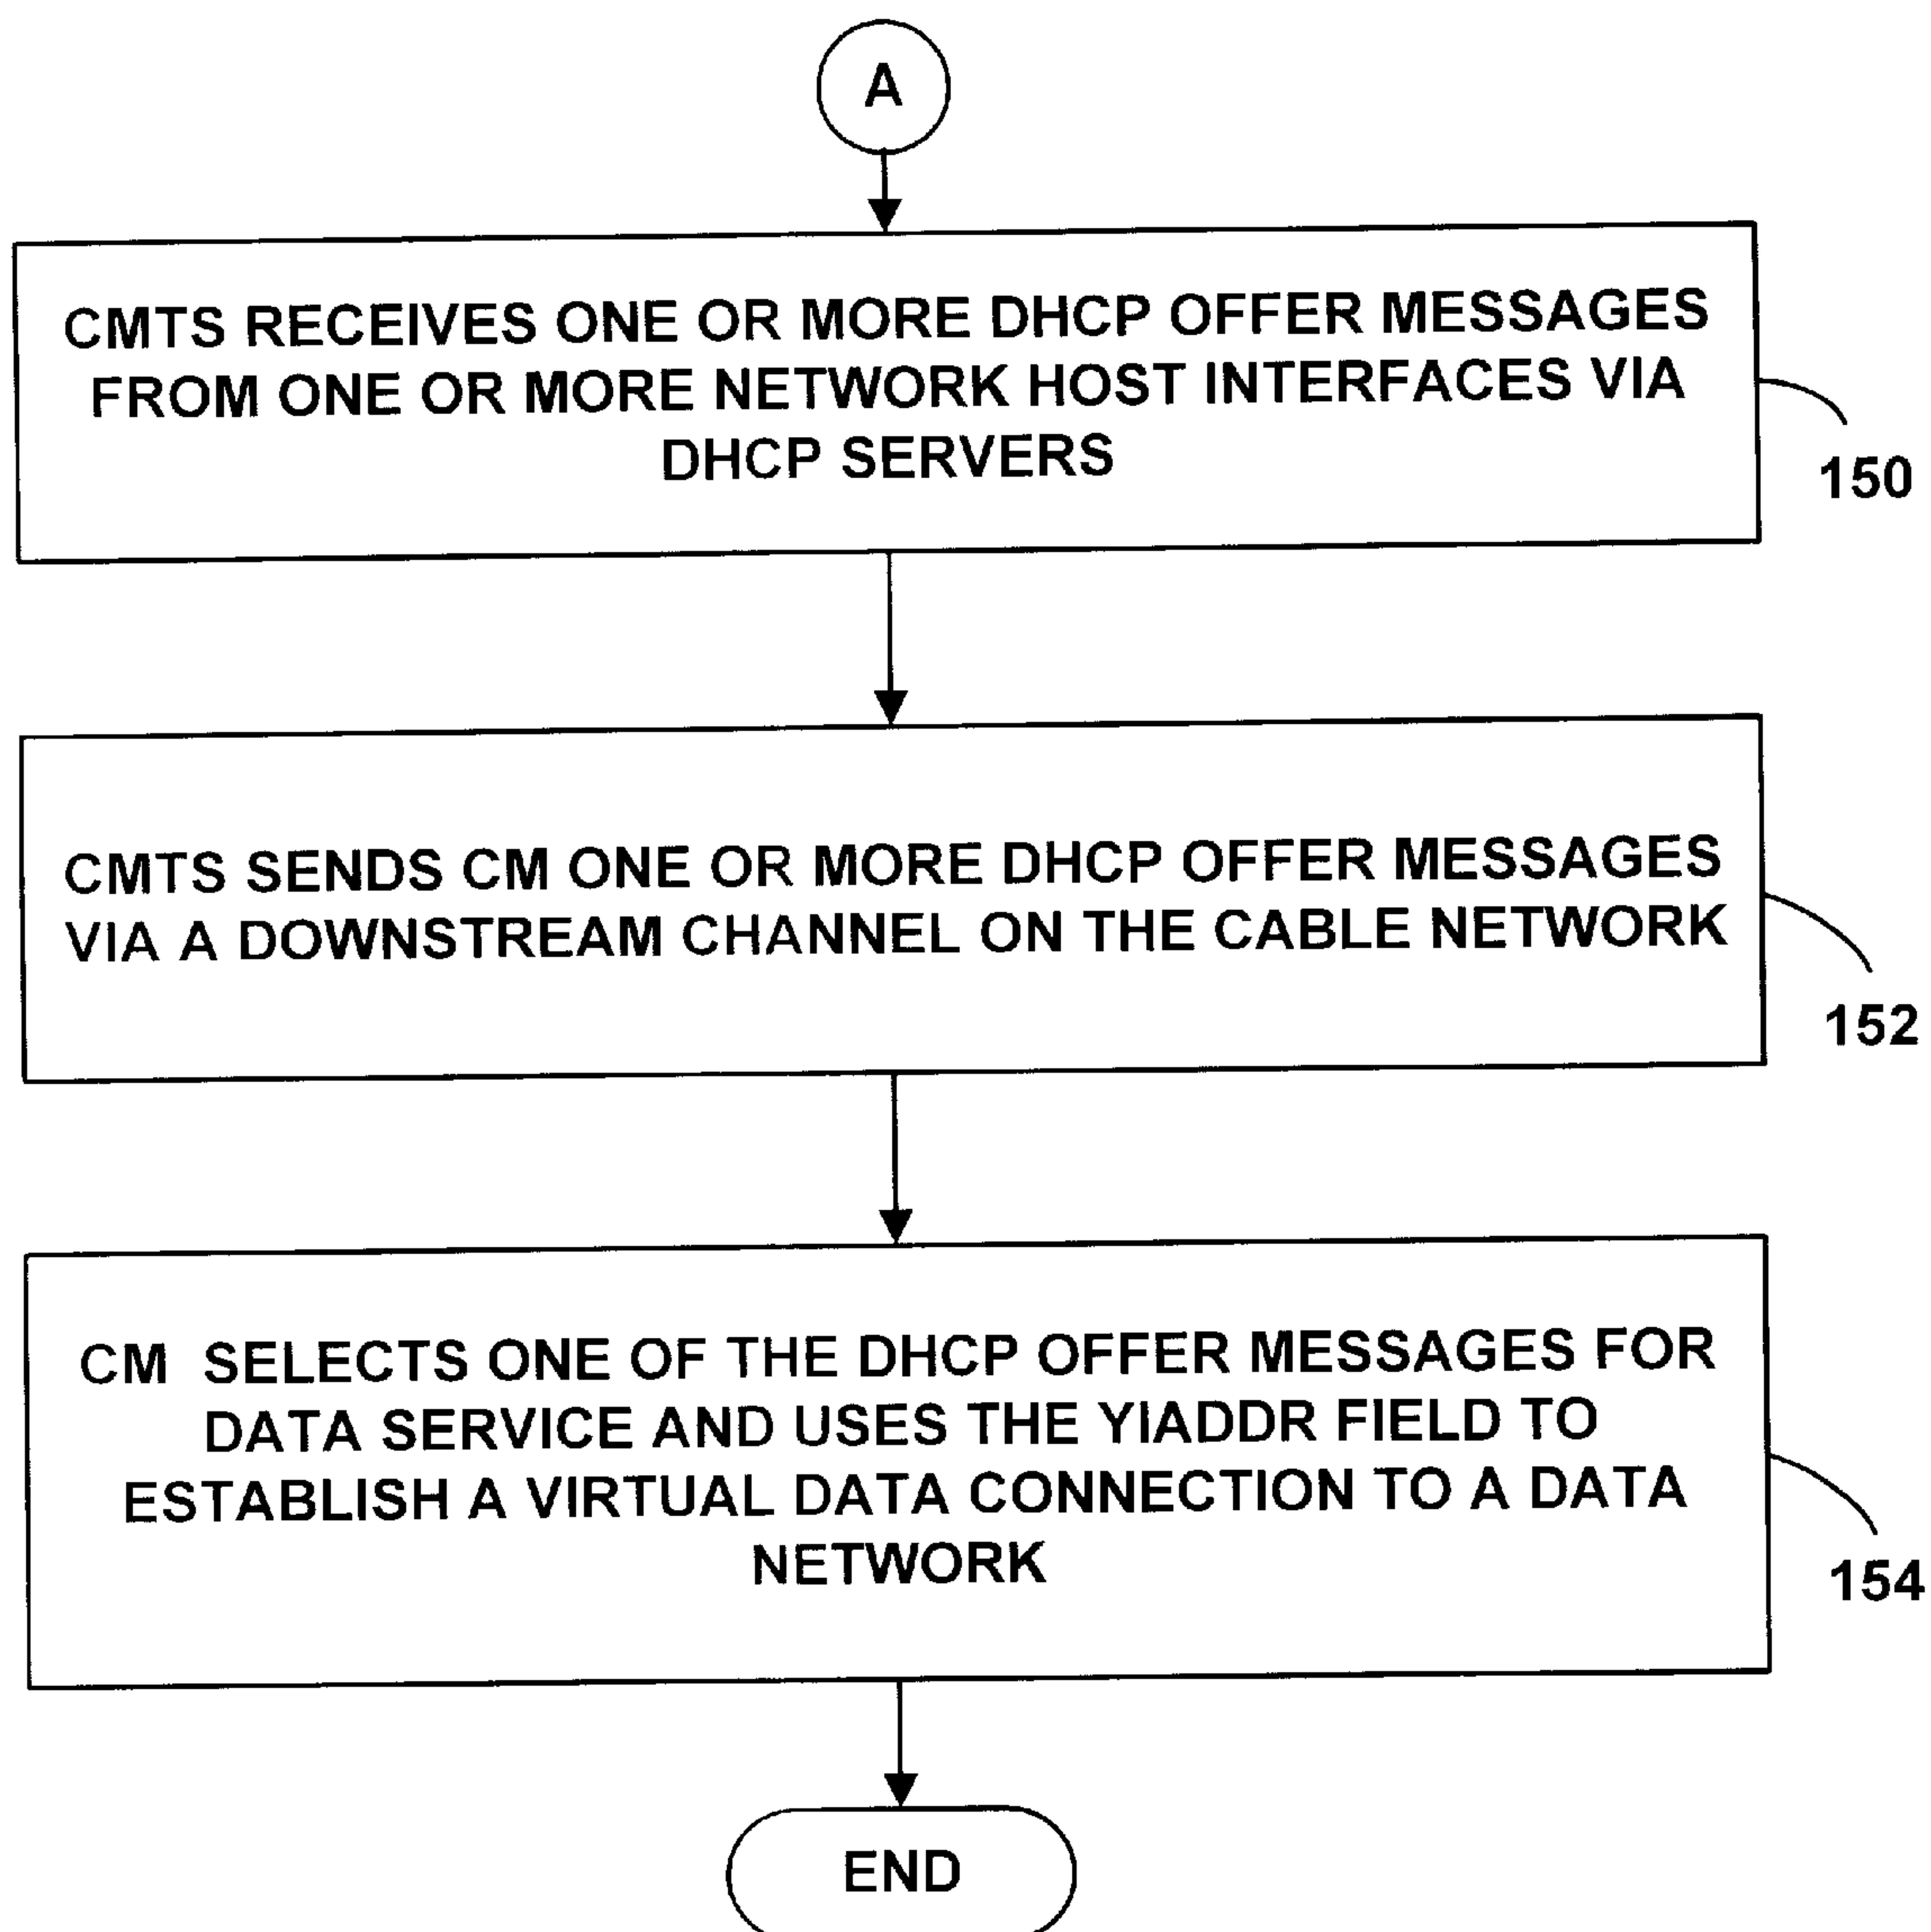 A
CMTS RECEIVES ONE OR MORE DHCP OFFER MESSAGES
FROM ONE OR MORE NETWORK HOST INTERFACES VIA
DHCP SERVERS
150
CMTS SENDS CM ONE OR MORE DHCP OFFER MESSAGES
VIA A DOWNSTREAM CHANNEL ON THE CABLE NETWORK
152
CM SELECTS ONE OF THE DHCP OFFER MESSAGES FOR
DATA SERVICE AND USES THE YIADDR FIELD TO
ESTABLISH A VIRTUAL DATA CONNECTION TO A DATA
NETWORK
154
END